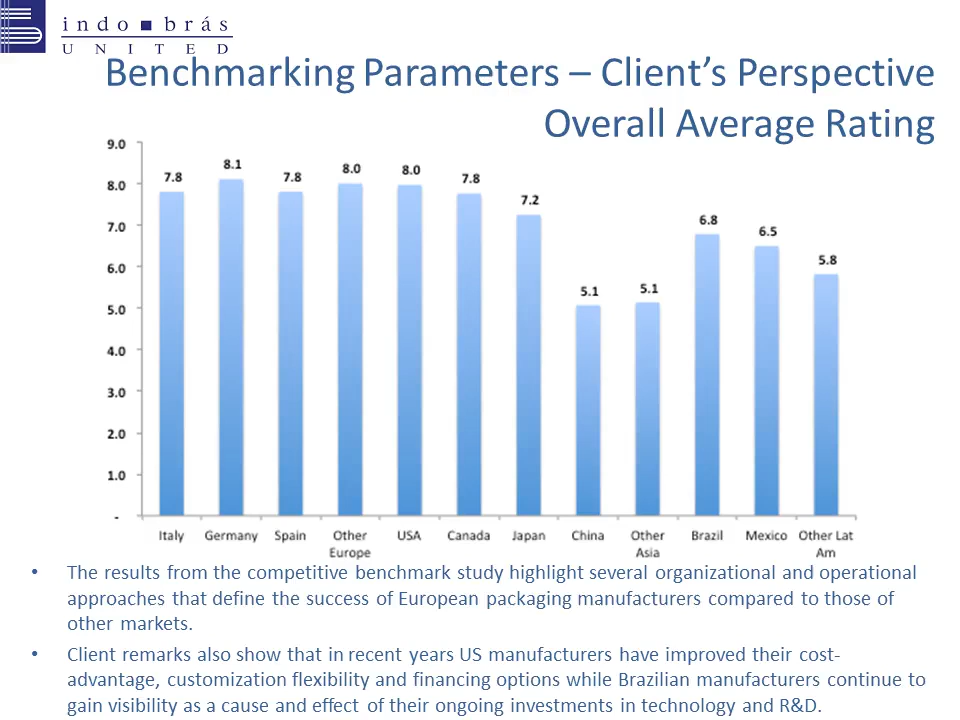 indo brás
UNITED
Benchmarking Parameters – Client's Perspective
Overall Average Rating
9.0
8.0
7.0
6.0
5.0
4.0
3.0
2.0
1.0
-
7.8
8.1
7.8
8.0
8.0
7.8
7.2
5.1
5.1
6.8
6.5
5.8
Italy Germany Spain Other USA Canada Japan China Other Brazil Mexico Other Lat
Europe Asia Am
• The results from the competitive benchmark study highlight several organizational and operational
approaches that define the success of European packaging manufacturers compared to those of
other markets.
• Client remarks also show that in recent years US manufacturers have improved their cost-
advantage, customization flexibility and financing options while Brazilian manufacturers continue to
gain visibility as a cause and effect of their ongoing investments in technology and R&D.